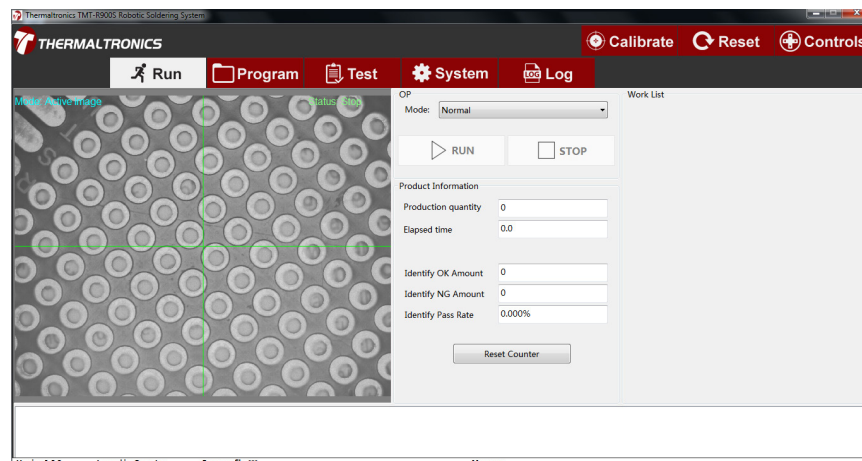 Thermaltronics TMT-R9000S Robotic Soldering System
THERMALTRONICS
Calibrate Reset Controls
Run Program Test System Log
LOG
Mode: Active image Status: Stop
OP
Mode: Normal
RUN STOP
Product Information
Production quantity 0
Elapsed time 0.0
Identify OK Amount 0
Identify NG Amount 0
Identify Pass Rate 0.000%
Reset Counter
Work List